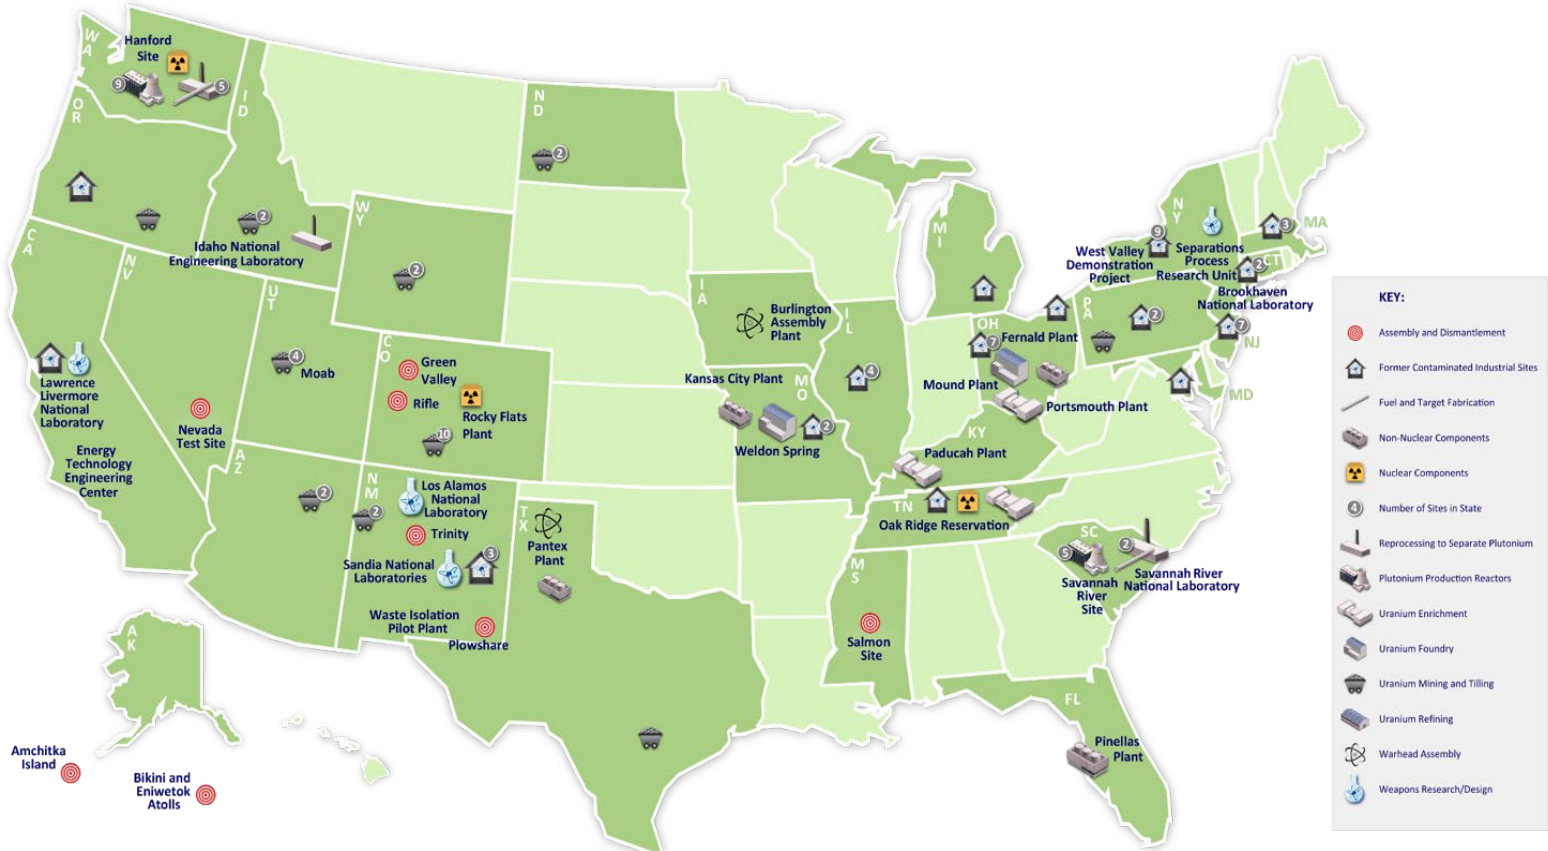 WA
Hanford
Site
9
5
OR
ID
2
Idaho National
Engineering Laboratory
ND
2
WY
2
CA
Lawrence
Livermore
National
Laboratory
Energy
Technology
Engineering
Center
NV
Nevada
Test Site
UT
4
Moab
CO
Green
Valley
Rifle
Rocky Flats
Plant
10
AZ
2
NM
2
Los Alamos
National
Laboratory
Trinity
Sandia National
Laboratories
3
Waste Isolation
Pilot Plant
Plowshare
TX
Pantex
Plant
IA
Burlington
Assembly
Plant
Kansas City Plant
MO
2
Weldon Spring
IL
4
MI
OH
7
Fernald Plant
Mound Plant
Portsmouth Plant
KY
Paducah Plant
TN
Oak Ridge Reservation
MS
Salmon
Site
SC
5
2
Savannah
River
Site
Savannah River
National Laboratory
FL
Pinellas
Plant
NY
9
West Valley
Demonstration
Project
Separations
Process
Research Unit
3
MA
2
CT
Brookhaven
National Laboratory
PA
2
7
NJ
MD
AK
Amchitka
Island
Bikini and
Eniwetok
Atolls
KEY:
Assembly and Dismantlement
Former Contaminated Industrial Sites
Fuel and Target Fabrication
Non-Nuclear Components
Nuclear Components
4
Number of Sites in State
Reprocessing to Separate Plutonium
Plutonium Production Reactors
Uranium Enrichment
Uranium Foundry
Uranium Mining and Tilling
Uranium Refining
Warhead Assembly
Weapons Research/Design